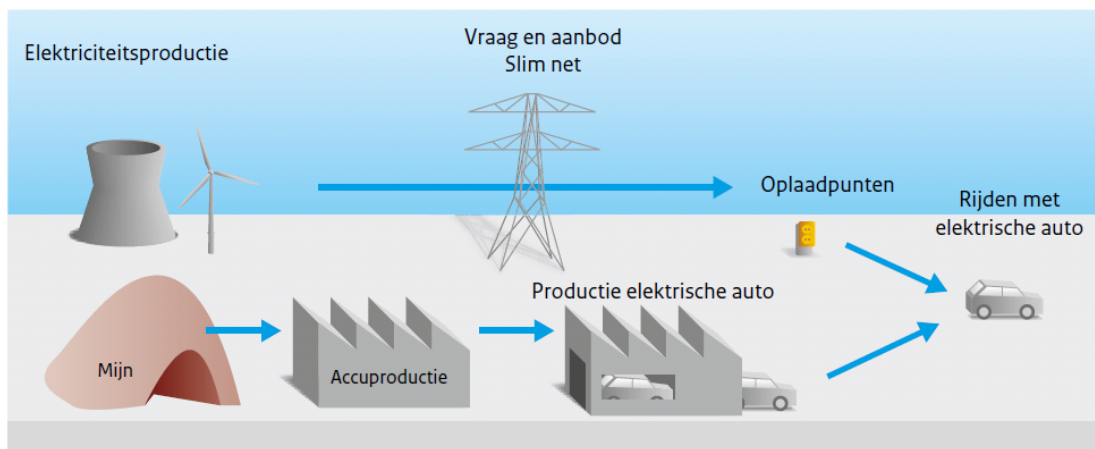 Elektriciteitsproductie
Vraag en aanbod
Slim net
Oplaadpunten
Rijden met
elektrische auto
Productie elektrische auto
Mijn
Accuproductie